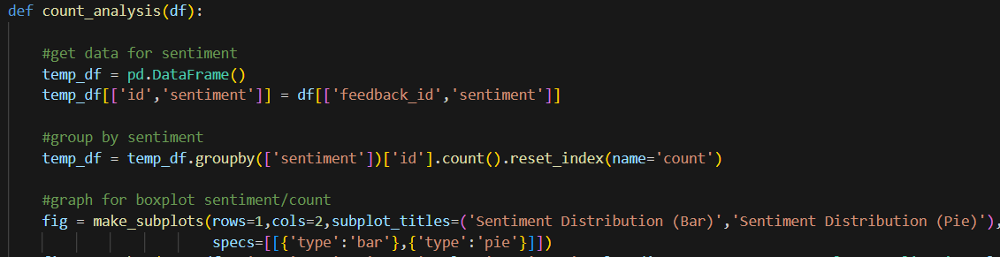 def count_analysis(df):
#get data for sentiment
temp_df = pd.DataFrame()
temp_df[['id','sentiment']] = df[['feedback_id','sentiment']]
#group by sentiment
temp_df = temp_df.groupby(['sentiment'])['id'].count().reset_index(name='count')
#graph for boxplot sentiment/count
fig = make_subplots(rows=1,cols=2,subplot_titles=('Sentiment Distribution (Bar)','Sentiment Distribution (Pie)'),
specs=[[{'type':'bar'},{'type':'pie'}]])